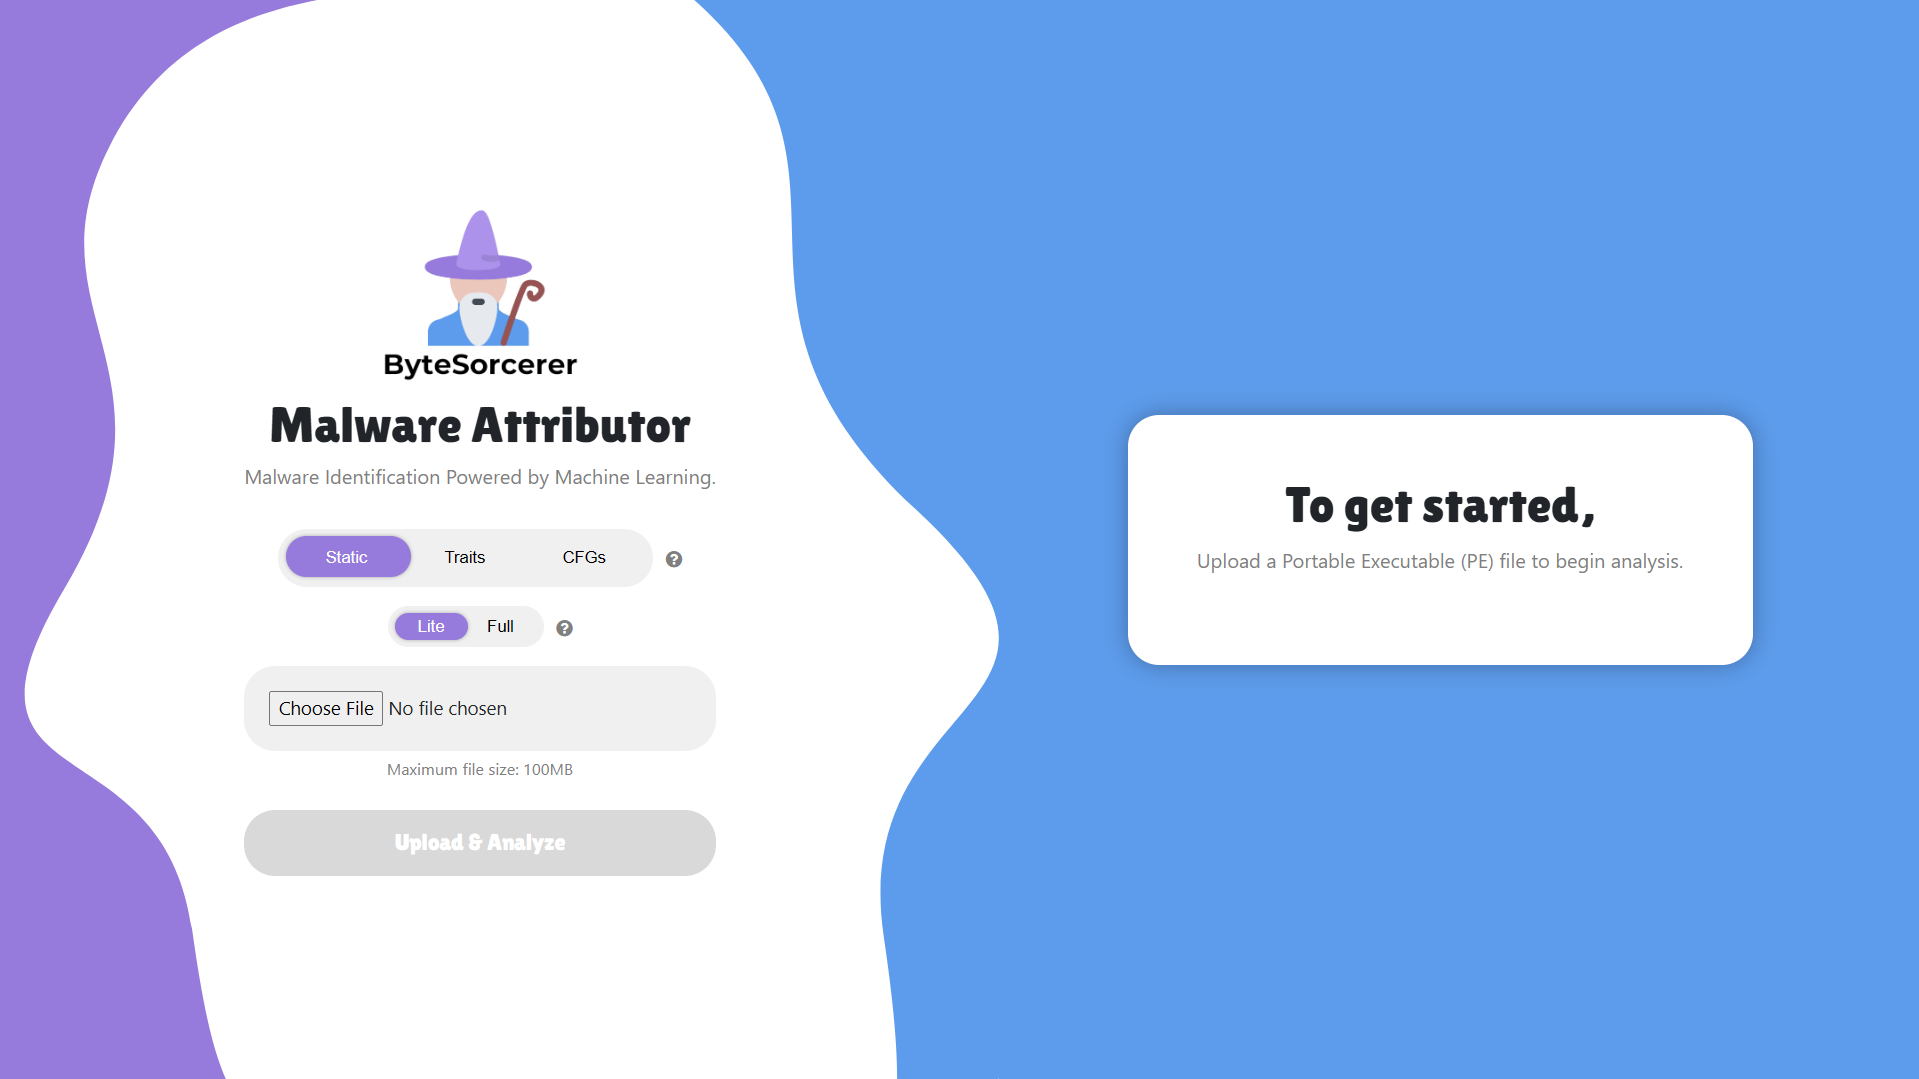 ByteSorcerer
Malware Attributor
Malware Identification Powered by Machine Learning.
Static Traits CFGs ?
Lite Full ?
Choose File No file chosen
Maximum file size: 100MB
Upload & Analyze
To get started,
Upload a Portable Executable (PE) file to begin analysis.